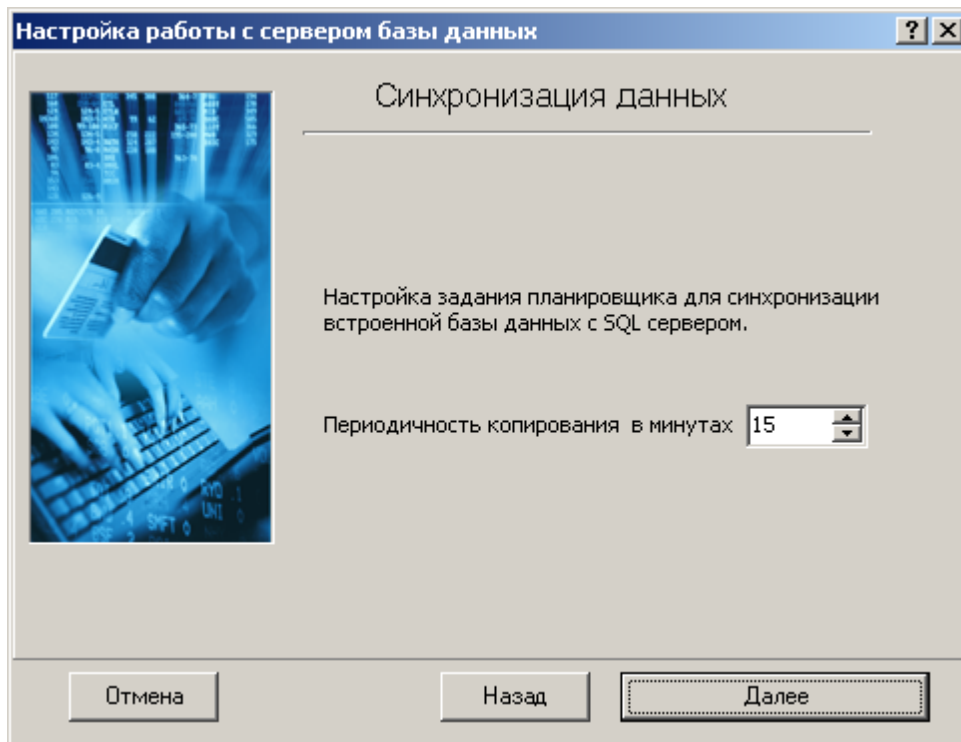 Настройка работы с сервером базы данных
Синхронизация данных
Настройка задания планировщика для синхронизации
встроенной базы данных с SQL сервером.
Периодичность копирования в минутах 15
Отмена Назад Далее